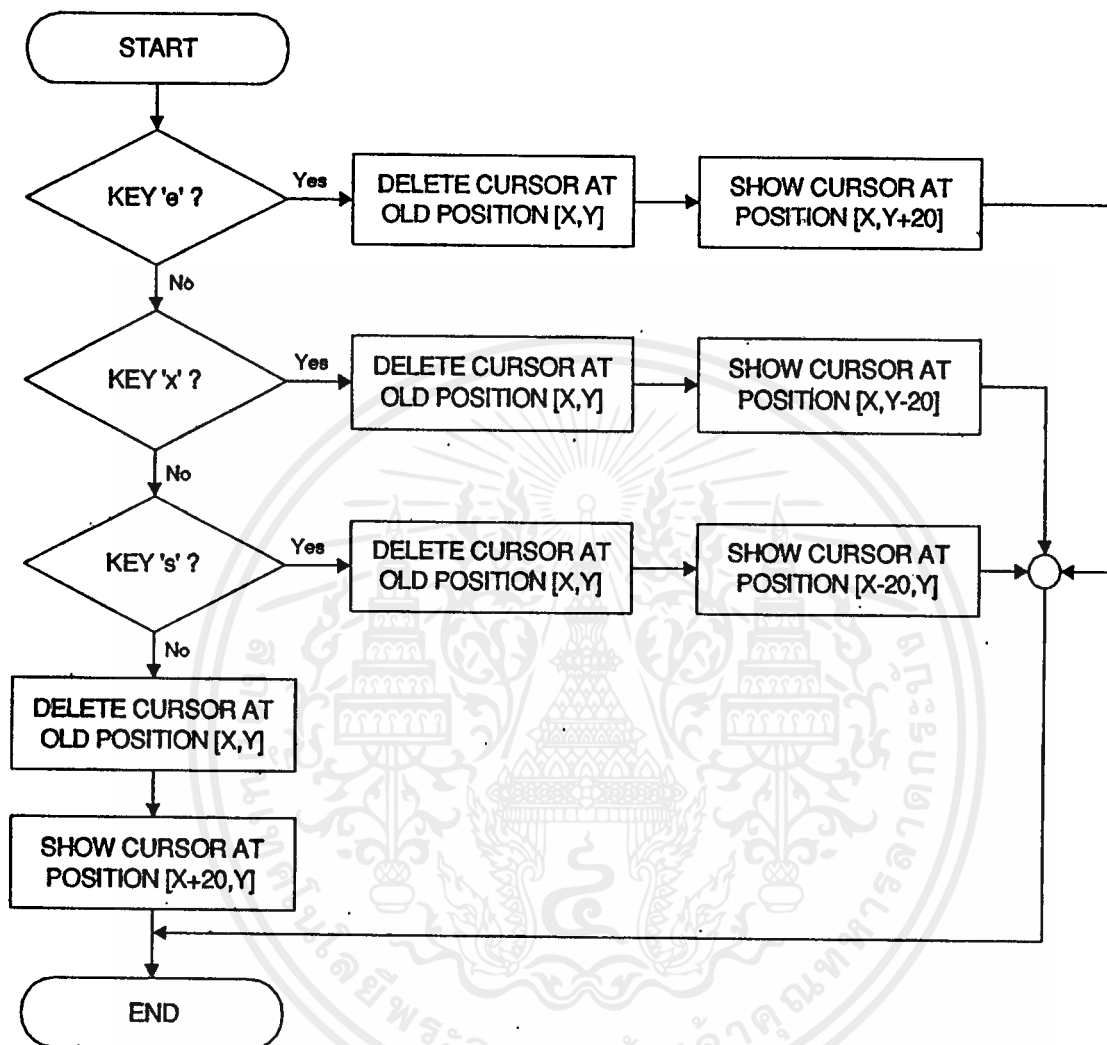 START
KEY 'e' ?
Yes
DELETE CURSOR AT
OLD POSITION [X,Y]
SHOW CURSOR AT
POSITION [X,Y+20]
No
KEY 'x' ?
Yes
DELETE CURSOR AT
OLD POSITION [X,Y]
SHOW CURSOR AT
POSITION [X,Y-20]
No
KEY 's' ?
Yes
DELETE CURSOR AT
OLD POSITION [X,Y]
SHOW CURSOR AT
POSITION [X-20,Y]
No
DELETE CURSOR AT
OLD POSITION [X,Y]
SHOW CURSOR AT
POSITION [X+20,Y]
END